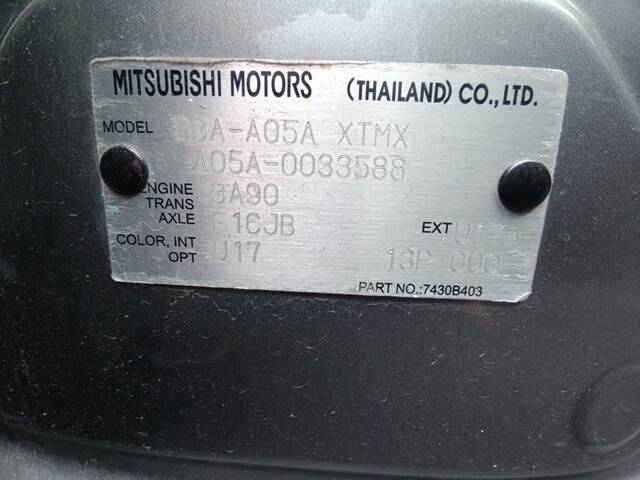 MITSUBISHI MOTORS (THAILAND) CO., LTD.
MODEL DBA-A05A XTMX
A05A-0033588
ENGINE 3A90
TRANS AXLE F1CJB EXT
COLOR, INT U17
OPT 13P 000
PART NO.:7430B403